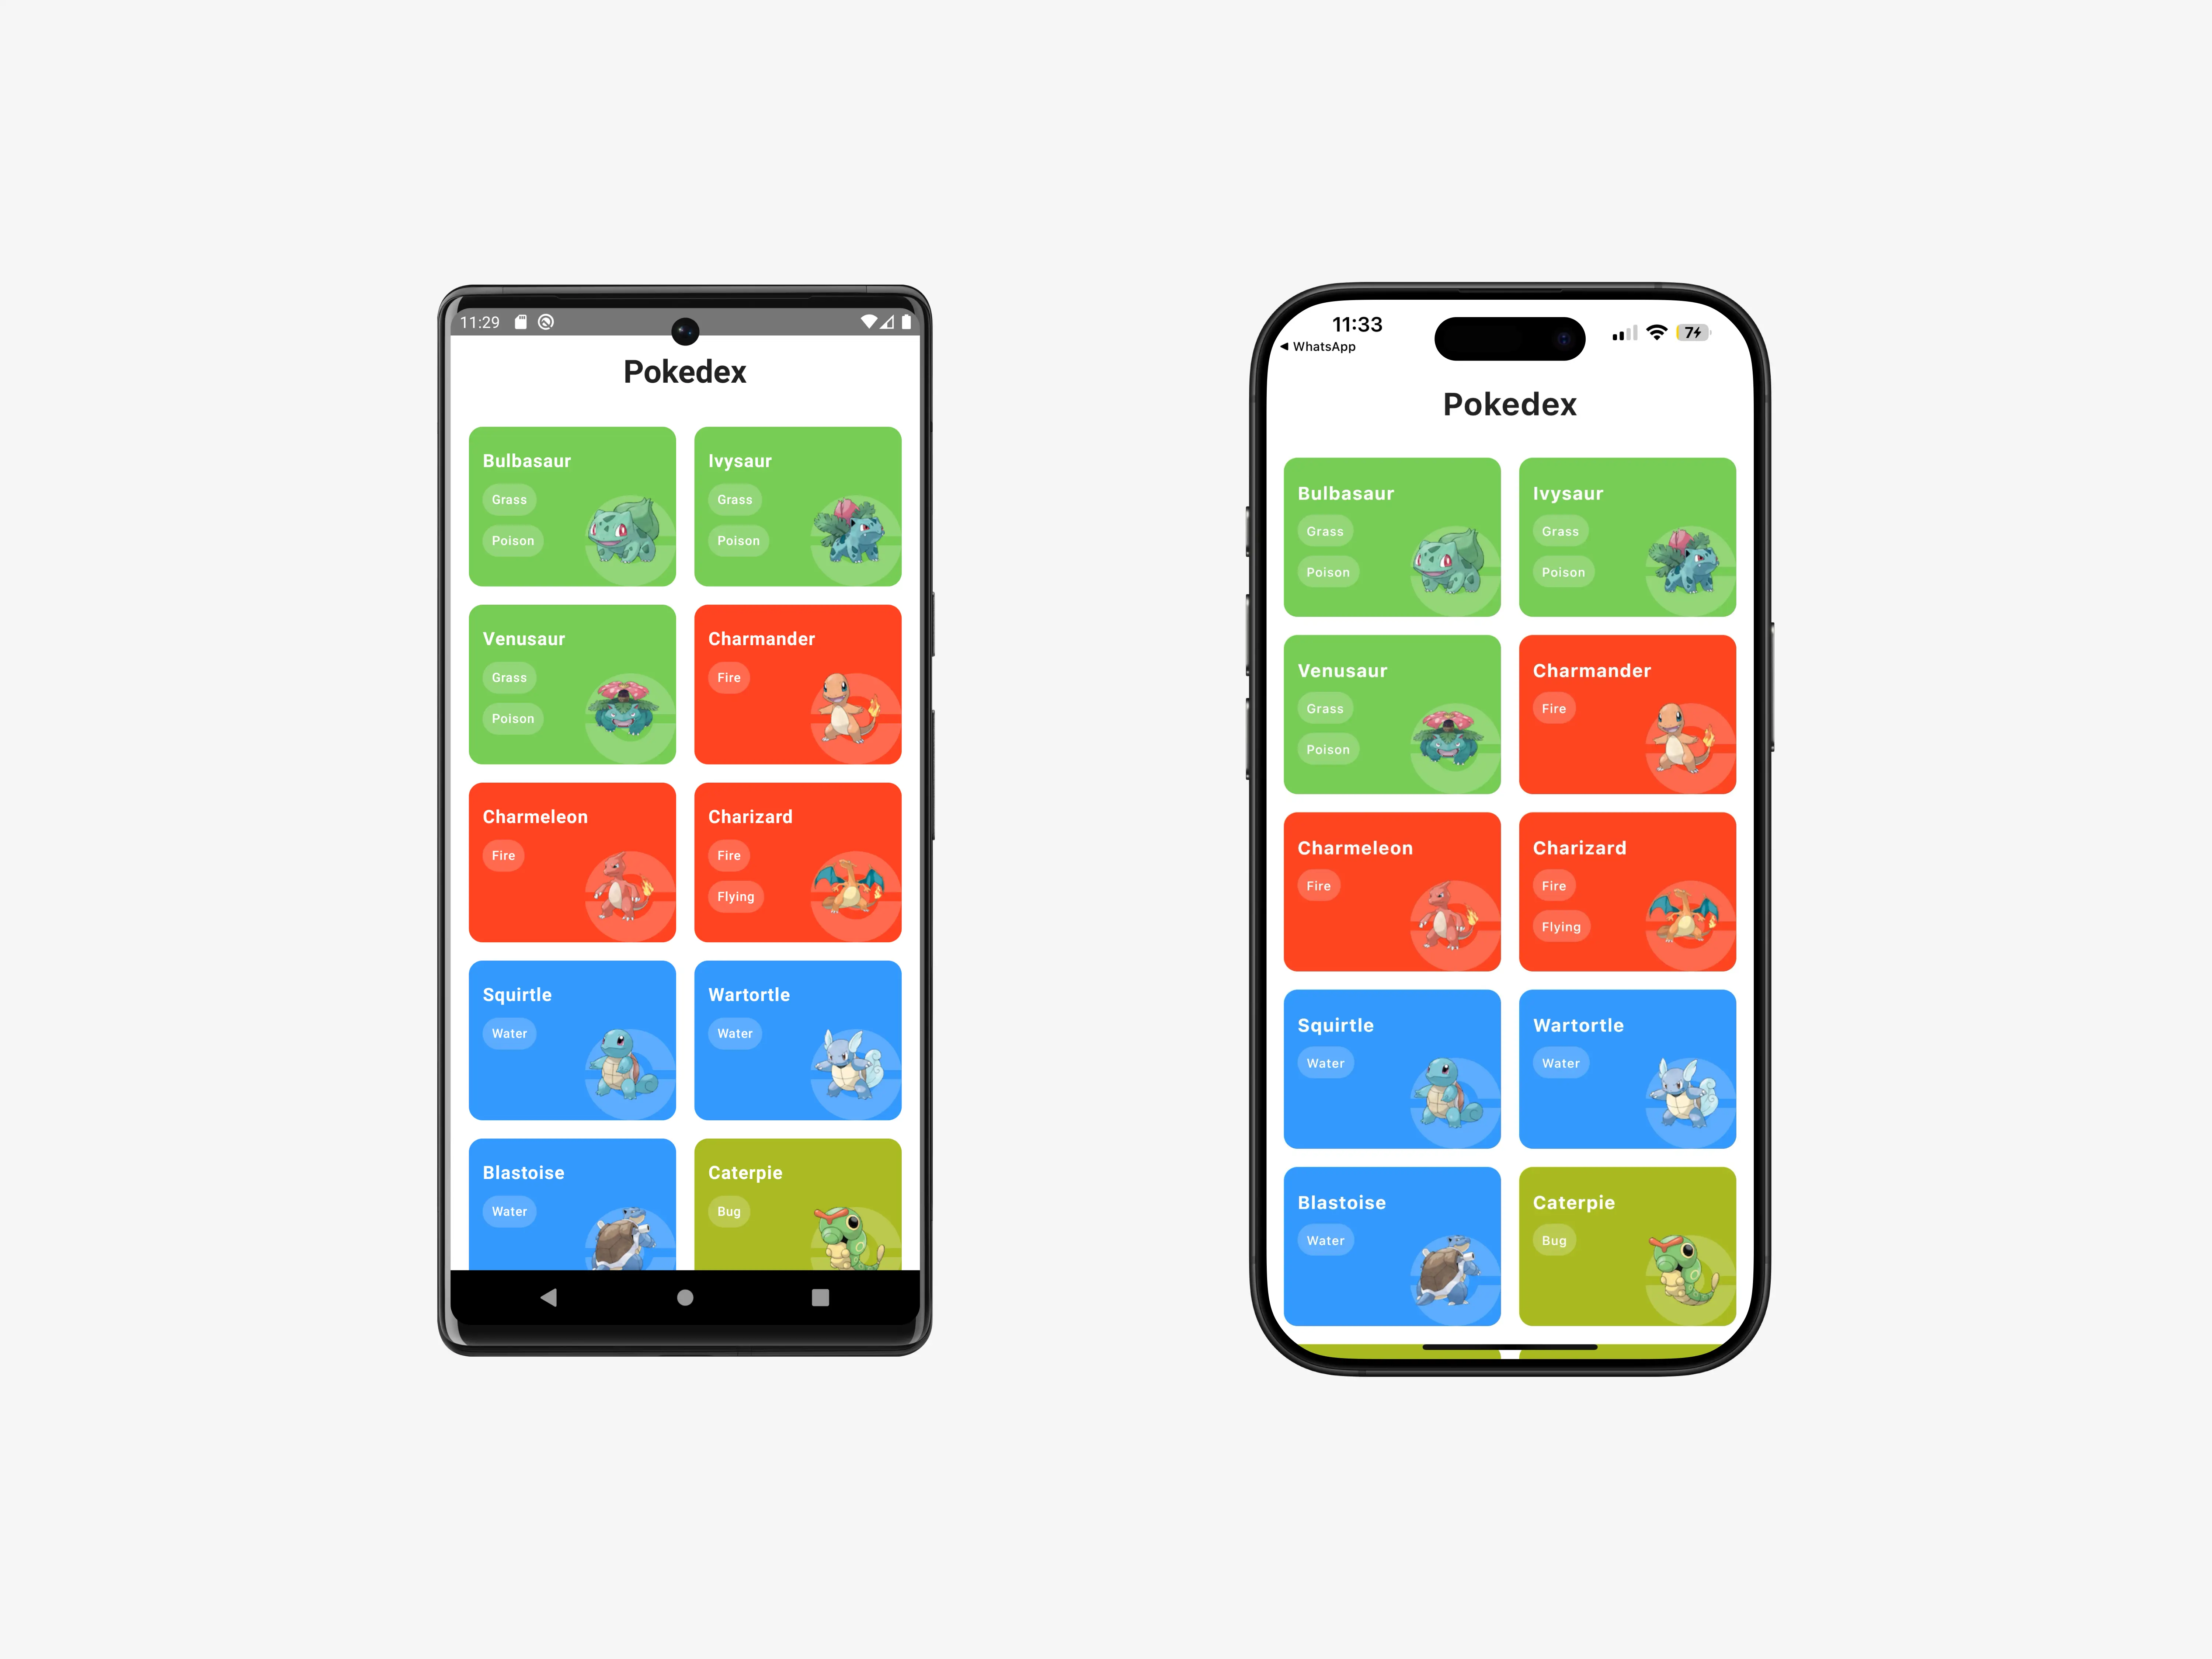 11:29
Pokedex
Bulbasaur
Grass
Poison
Ivysaur
Grass
Poison
Venusaur
Grass
Poison
Charmander
Fire
Charmeleon
Fire
Charizard
Fire
Flying
Squirtle
Water
Wartortle
Water
Blastoise
Water
Caterpie
Bug
11:33
WhatsApp
7
Pokedex
Bulbasaur
Grass
Poison
Ivysaur
Grass
Poison
Venusaur
Grass
Poison
Charmander
Fire
Charmeleon
Fire
Charizard
Fire
Flying
Squirtle
Water
Wartortle
Water
Blastoise
Water
Caterpie
Bug